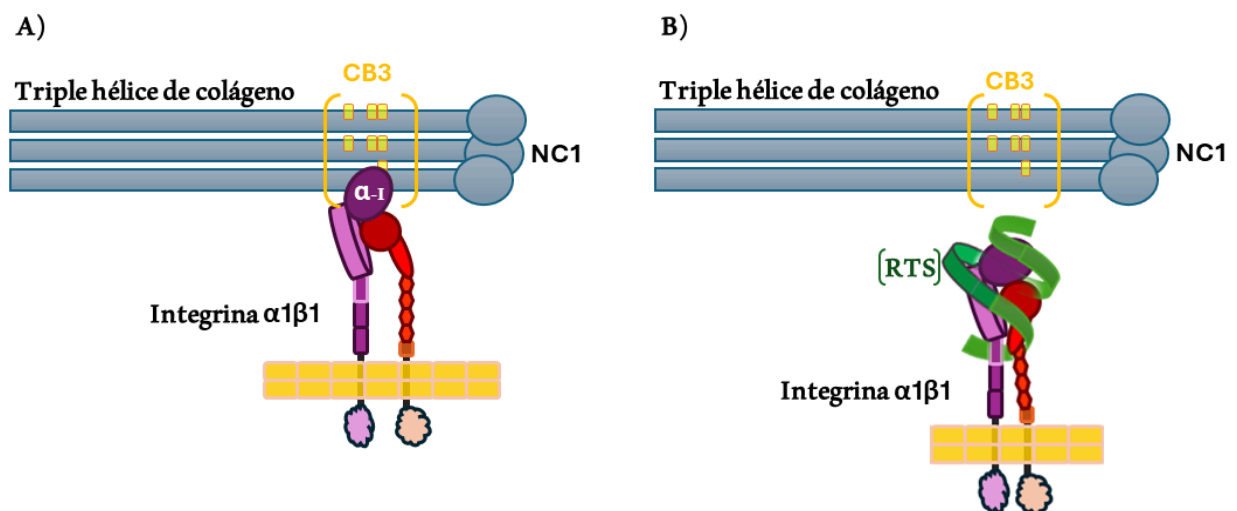 A)
CB3
Triple hélice de colágeno
NC1
α-I
Integrina α1β1
B)
CB3
Triple hélice de colágeno
NC1
(RTS)
Integrina α1β1